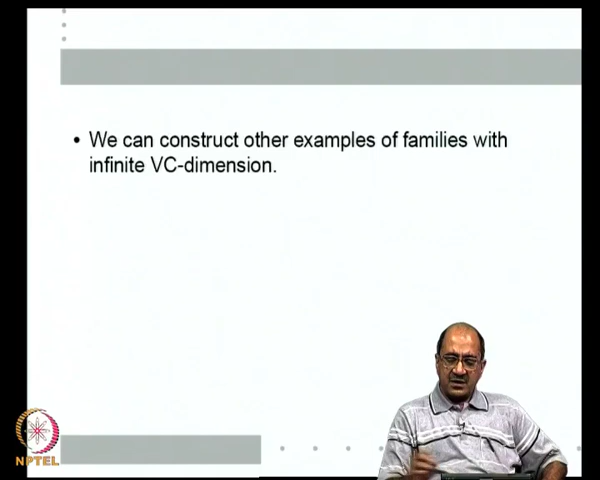 • We can construct other examples of families with
infinite VC-dimension.
NPTEL